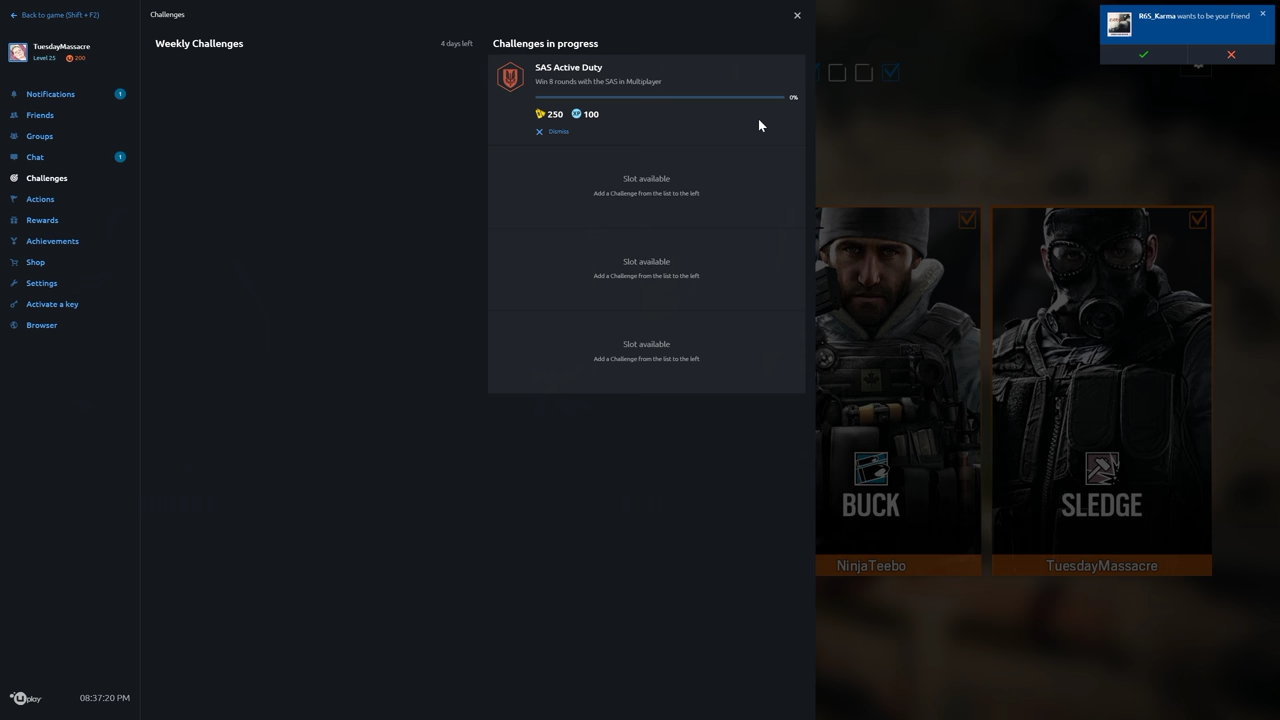 Back to game (Shift + F2)
TuesdayMassacre
Level 25
200
Notifications
1
Friends
Groups
Chat
1
Challenges
Actions
Rewards
Achievements
Shop
Settings
Activate a key
Browser
uplay
08:37:20 PM
Challenges
Weekly Challenges
4 days left
Challenges in progress
SAS Active Duty
Win 8 rounds with the SAS in Multiplayer
0%
250
XP 100
Dismiss
Slot available
Add a Challenge from the list to the left
Slot available
Add a Challenge from the list to the left
Slot available
Add a Challenge from the list to the left
R6S_Karma wants to be your friend
BUCK
NinjaTeebo
SLEDGE
TuesdayMassacre